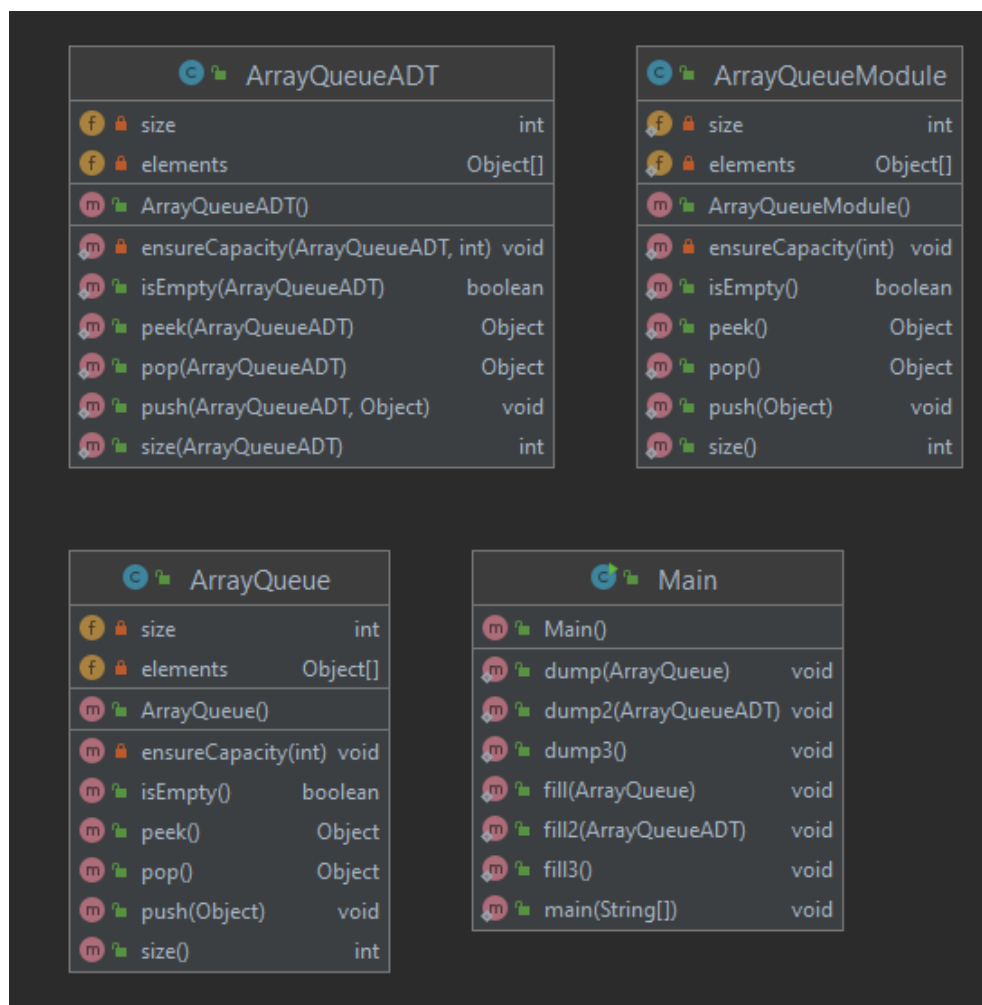 ArrayQueueADT
size int
elements Object[]
ArrayQueueADT()
ensureCapacity(ArrayQueueADT, int) void
isEmpty(ArrayQueueADT) boolean
peek(ArrayQueueADT) Object
pop(ArrayQueueADT) Object
push(ArrayQueueADT, Object) void
size(ArrayQueueADT) int
ArrayQueueModule
size int
elements Object[]
ArrayQueueModule()
ensureCapacity(int) void
isEmpty() boolean
peek() Object
pop() Object
push(Object) void
size() int
ArrayQueue
size int
elements Object[]
ArrayQueue()
ensureCapacity(int) void
isEmpty() boolean
peek() Object
pop() Object
push(Object) void
size() int
Main
Main()
dump(ArrayQueue) void
dump2(ArrayQueueADT) void
dump3() void
fill(ArrayQueue) void
fill2(ArrayQueueADT) void
fill3() void
main(String[]) void